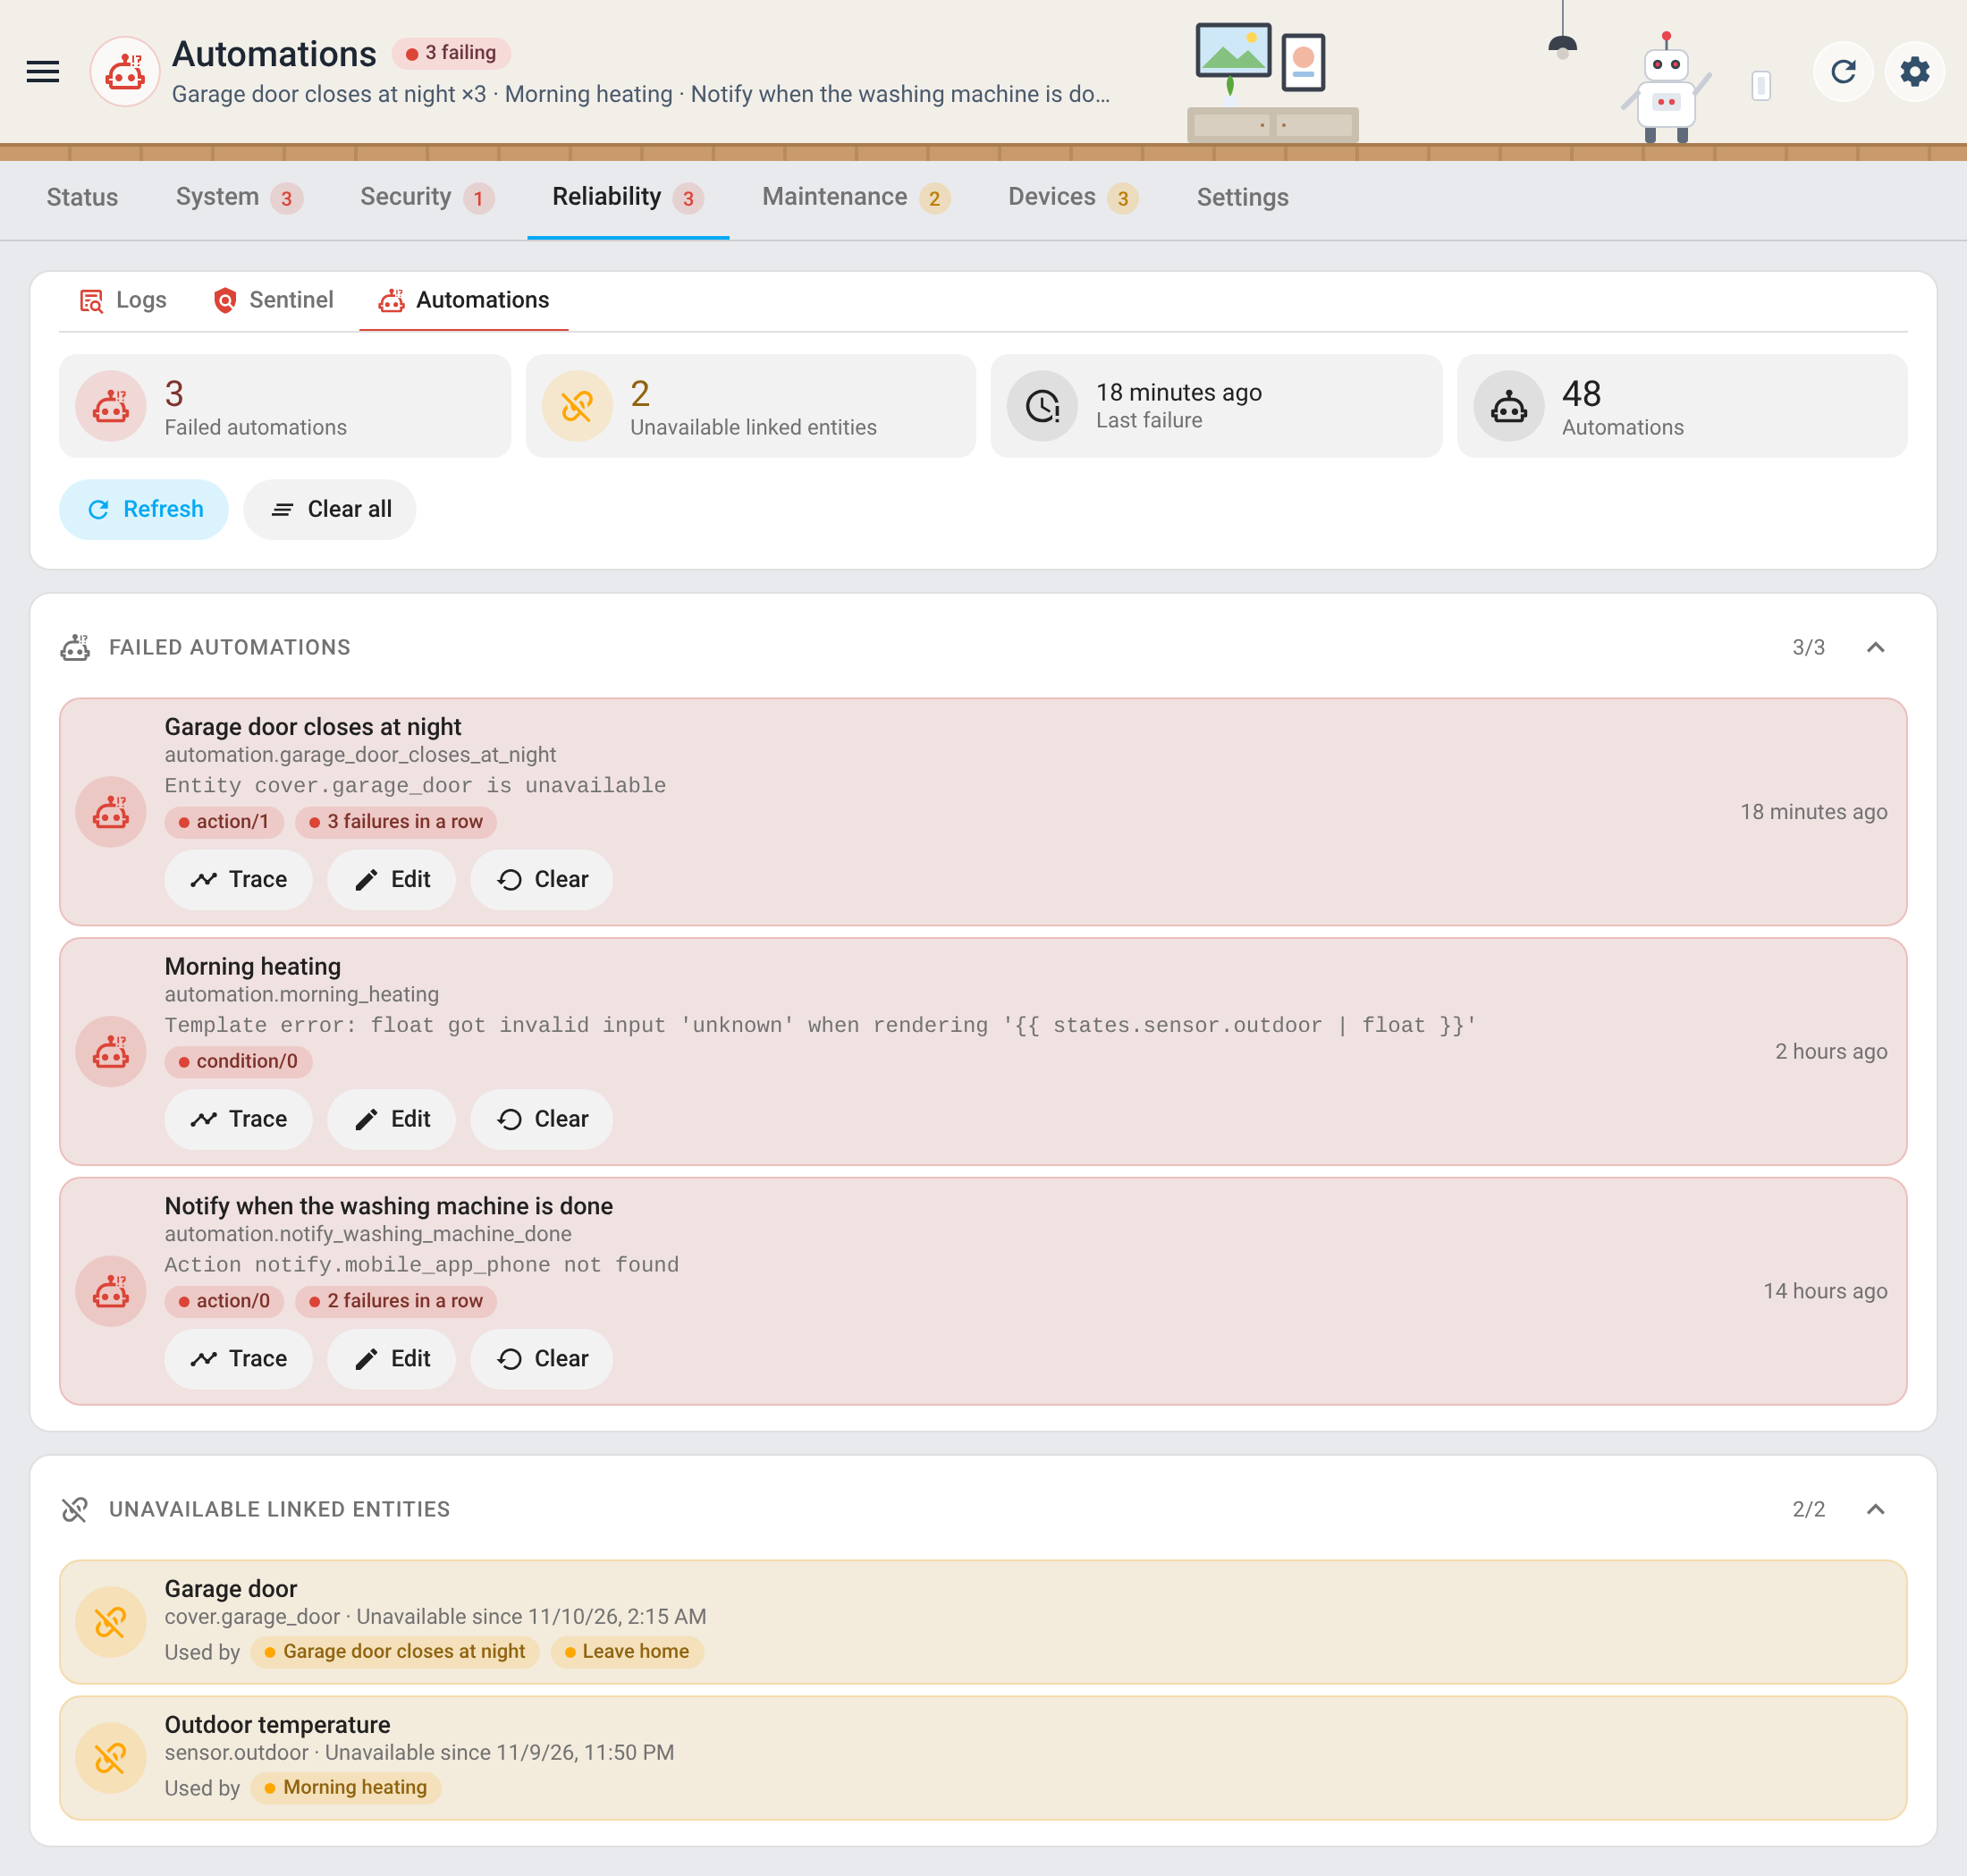 Automations
3 failing
Garage door closes at night ×3 · Morning heating · Notify when the washing machine is do...
Status
System 3
Security 1
Reliability 3
Maintenance 2
Devices 3
Settings
Logs
Sentinel
Automations
3
Failed automations
2
Unavailable linked entities
18 minutes ago
Last failure
48
Automations
Refresh
Clear all
FAILED AUTOMATIONS
3/3
Garage door closes at night
automation.garage_door_closes_at_night
Entity cover.garage_door is unavailable
action/1
3 failures in a row
18 minutes ago
Trace
Edit
Clear
Morning heating
automation.morning_heating
Template error: float got invalid input 'unknown' when rendering '{{ states.sensor.outdoor | float }}'
condition/0
2 hours ago
Trace
Edit
Clear
Notify when the washing machine is done
automation.notify_washing_machine_done
Action notify.mobile_app_phone not found
action/0
2 failures in a row
14 hours ago
Trace
Edit
Clear
UNAVAILABLE LINKED ENTITIES
2/2
Garage door
cover.garage_door · Unavailable since 11/10/26, 2:15 AM
Used by
Garage door closes at night
Leave home
Outdoor temperature
sensor.outdoor · Unavailable since 11/9/26, 11:50 PM
Used by
Morning heating